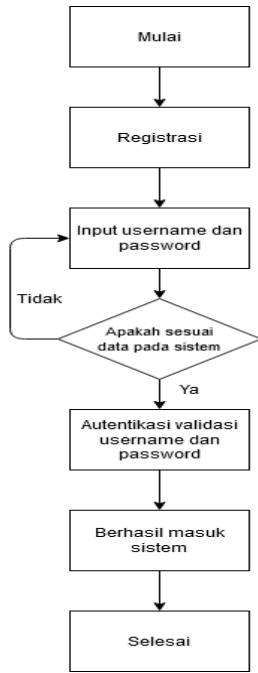 Mulai
Registrasi
Input username dan
password
Tidak
Apakah sesuai
data pada sistem
Ya
Autentikasi validasi
username dan
password
Berhasil masuk
sistem
Selesai